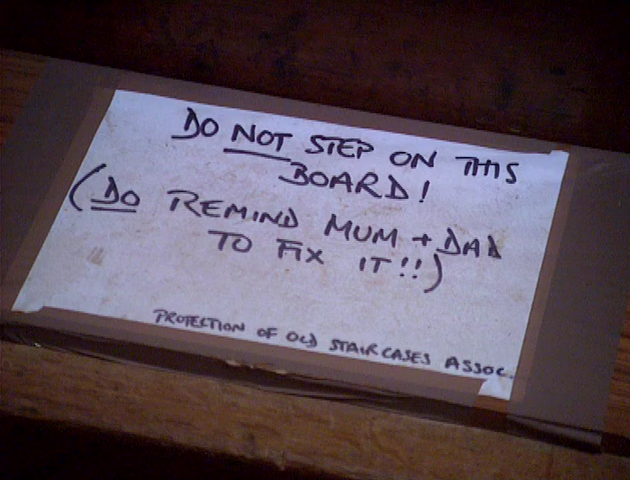 DO NOT STEP ON THIS
BOARD!
(DO REMIND MUM + DAD
TO FIX IT!!)
PROTECTION OF OLD STAIRCASES ASSOC.